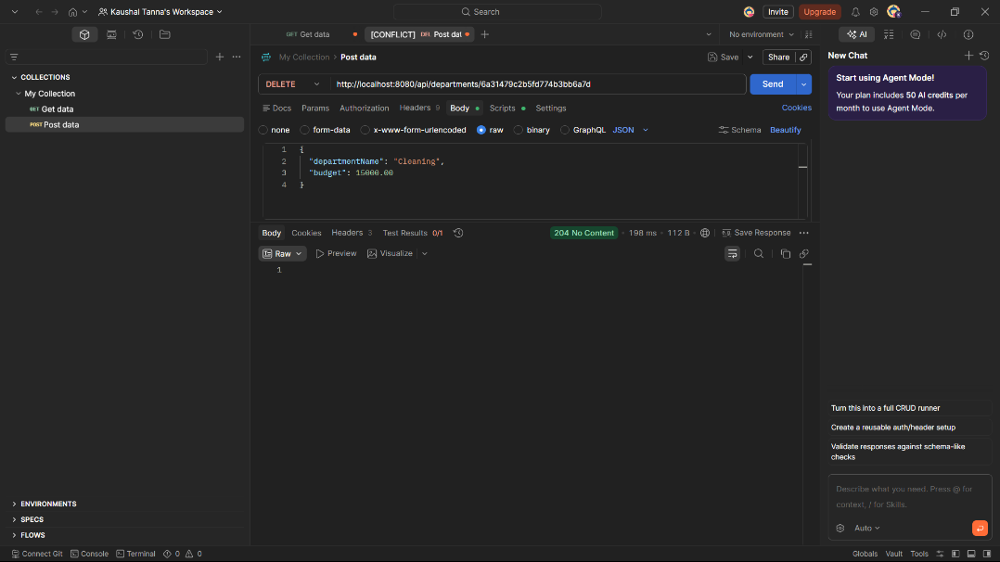 Kaushal Tanna's Workspace
Search
Invite
Upgrade
GET Get data
[CONFLICT] DEL Post dat
No environment
AI
My Collection > Post data
Save
Share
New Chat
COLLECTIONS
My Collection
GET Get data
POST Post data
DELETE
http://localhost:8080/api/departments/6a31479c2b5fd774b3bb6a7d
Send
Start using Agent Mode!
Your plan includes 50 AI credits per
month to use Agent Mode.
Docs
Params
Authorization
Headers 9
Body
Scripts
Settings
Cookies
none
form-data
x-www-form-urlencoded
raw
binary
GraphQL
JSON
Schema
Beautify
1 {
2 "departmentName": "Cleaning",
3 "budget": 15000.00
4 }
Body
Cookies
Headers 3
Test Results 0/1
204 No Content
198 ms
112 B
Save Response
Raw
Preview
Visualize
1
Turn this into a full CRUD runner
Create a reusable auth/header setup
Validate responses against schema-like
checks
Describe what you need. Press @ for
context, / for Skills.
Auto
ENVIRONMENTS
SPECS
FLOWS
Connect Git
Console
Terminal
0
0
Globals
Vault
Tools